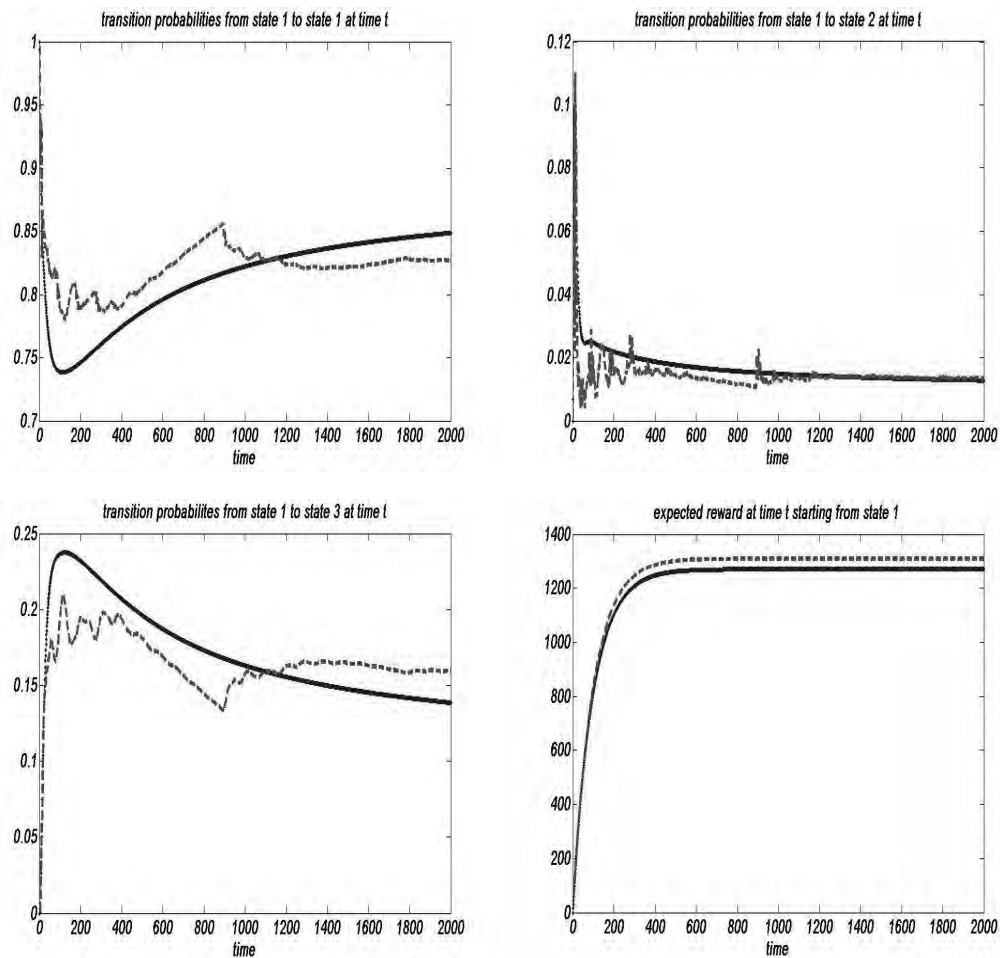 transition probabilities from state 1 to state 1 at time t
1
0.95
0.9
0.85
0.8
0.75
0.7
0 200 400 600 800 1000 1200 1400 1600 1800 2000
time
transition probabilities from state 1 to state 2 at time t
0.12
0.1
0.08
0.06
0.04
0.02
0
0 200 400 600 800 1000 1200 1400 1600 1800 2000
time
transition probabilites from state 1 to state 3 at time t
0.25
0.2
0.15
0.1
0.05
0
0 200 400 600 800 1000 1200 1400 1600 1800 2000
time
expected reward at time t starting from state 1
1400
1200
1000
800
600
400
200
0
0 200 400 600 800 1000 1200 1400 1600 1800 2000
time